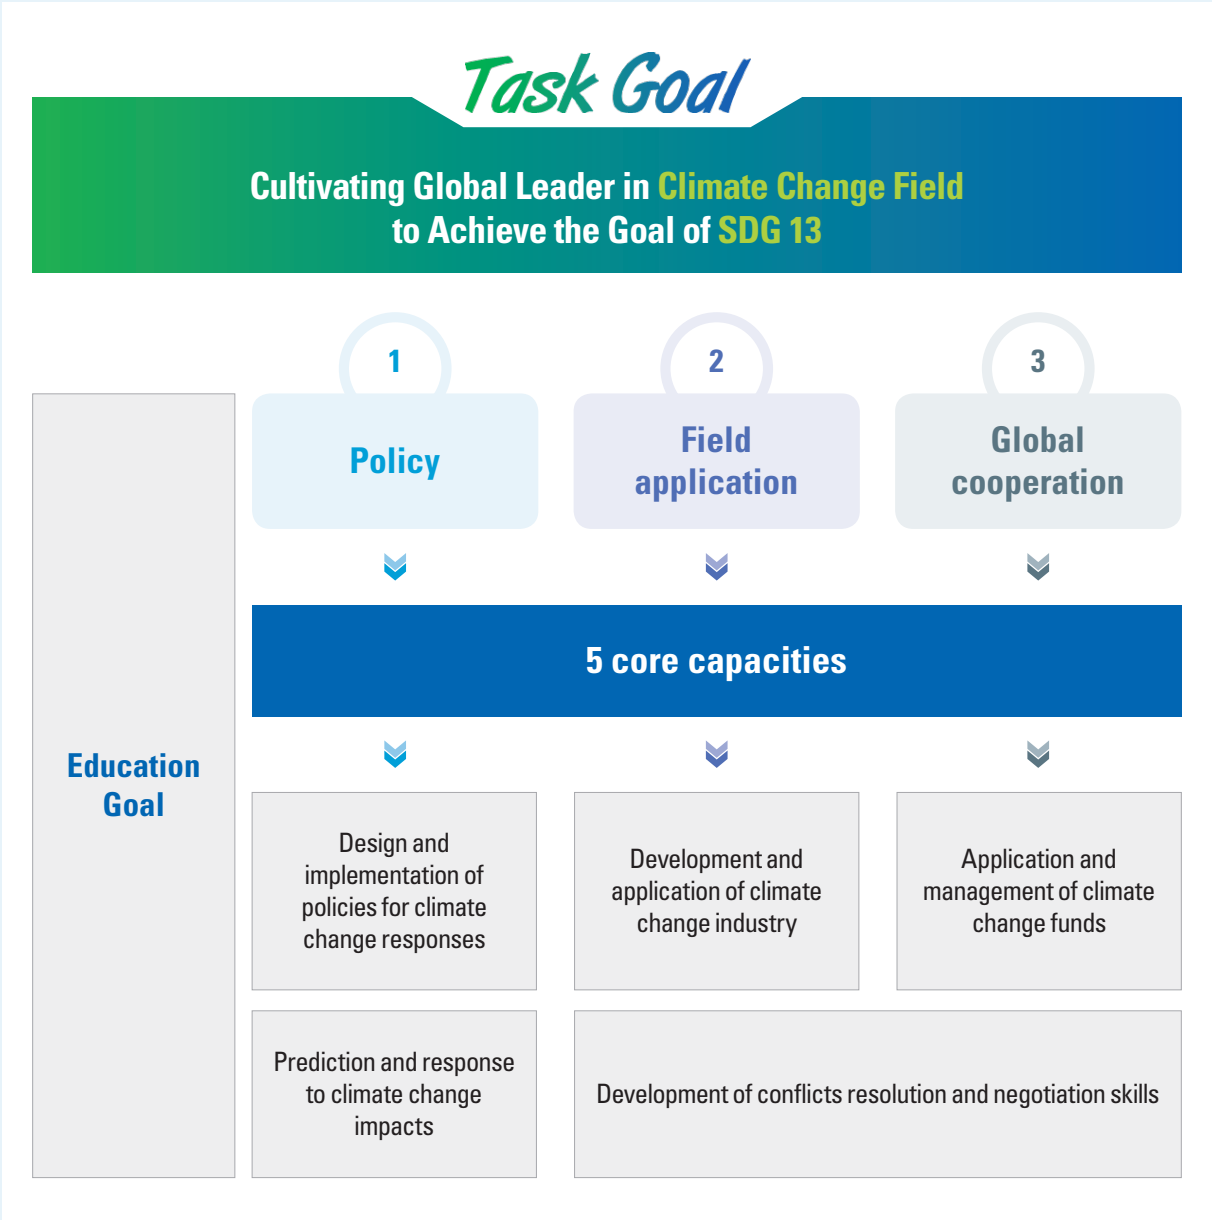 Task Goal
Cultivating Global Leader in Climate Change Field
to Achieve the Goal of SDG 13
1
2
3
Policy
Field
application
Global
cooperation
5 core capacities
Education
Goal
Design and
implementation of
policies for climate
change responses
Development and
application of climate
change industry
Application and
management of climate
change funds
Prediction and response
to climate change
impacts
Development of conflicts resolution and negotiation skills